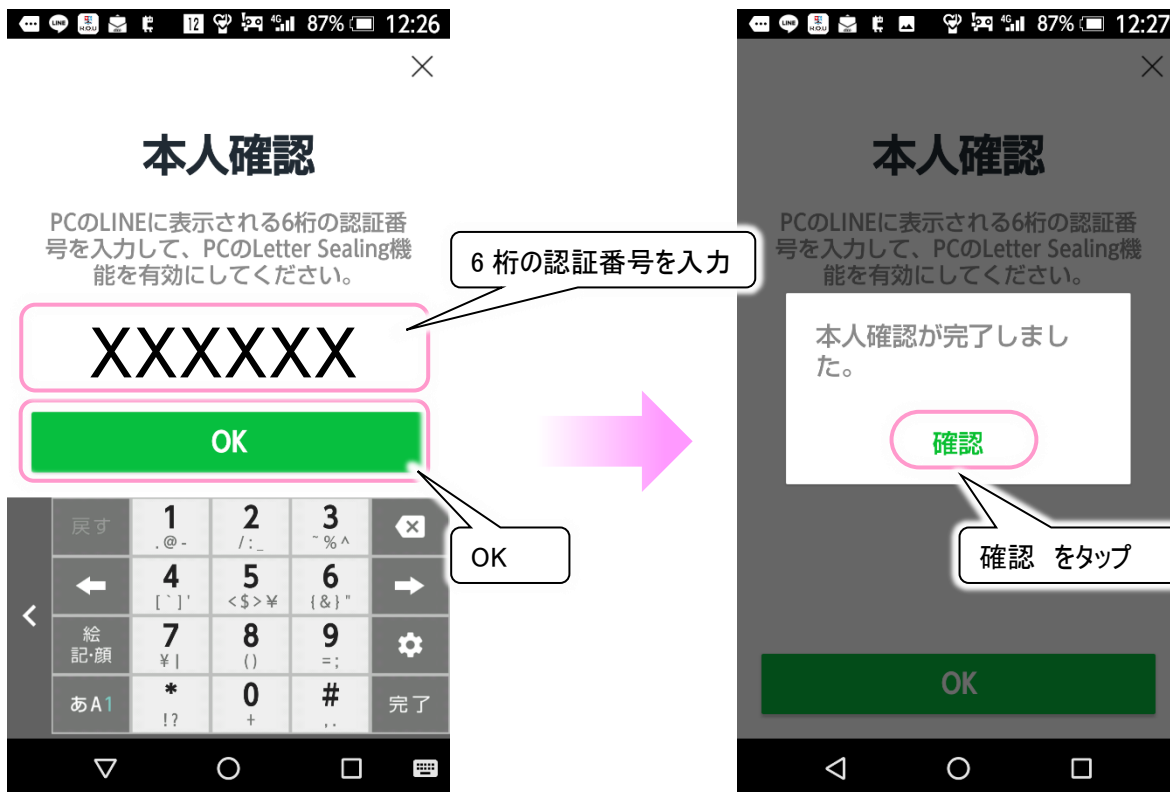 LINE H.O.U 12 4G 87% 12:26
本人確認
PCのLINEに表示される6桁の認証番
号を入力して、PCのLetter Sealing機
能を有効にしてください。
XXXXXX
OK
戻す 1 2 3
.@- /:_ ~%^
4 5 6
[`]' <$>¥ {&}"
絵
記・顔 7 8 9
¥| () =;
あA1 * 0 # 完了
!? + ,.
6 桁の認証番号を入力
OK
LINE H.O.U 4G 87% 12:27
本人確認
PCのLINEに表示される6桁の認証番
号を入力して、PCのLetter Sealing機
能を有効にしてください。
本人確認が完了しまし
た。
確認
確認 をタップ
OK